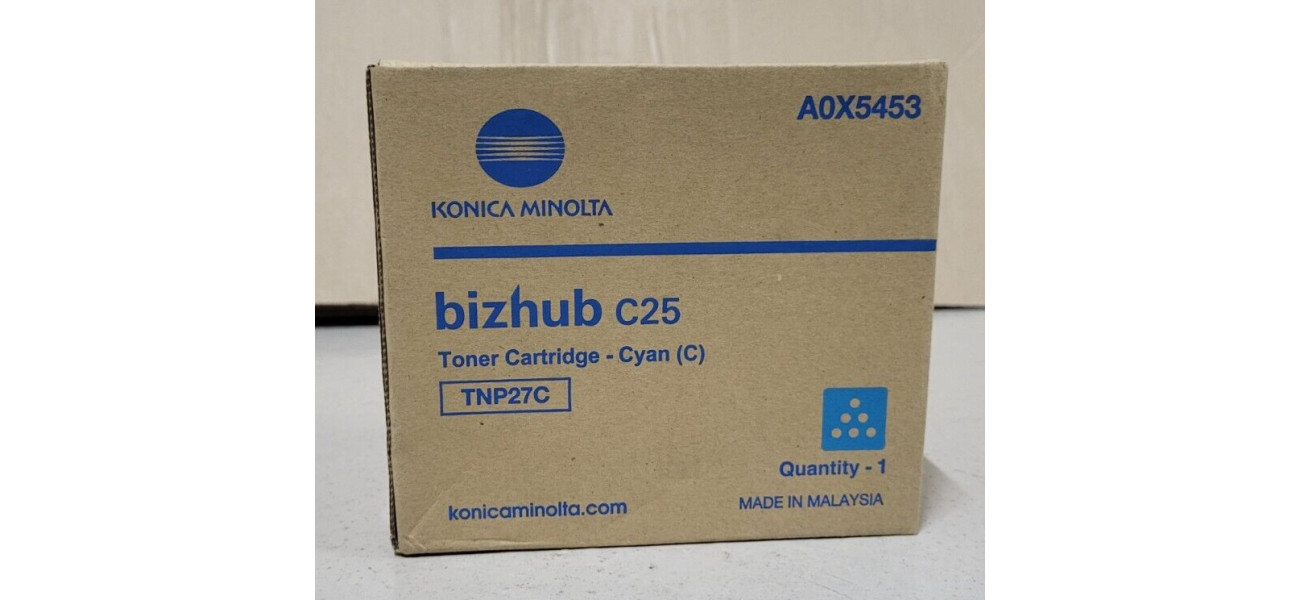 A0X5453
KONICA MINOLTA
bizhub C25
Toner Cartridge - Cyan (C)
TNP27C
Quantity - 1
konicaminolta.com
MADE IN MALAYSIA